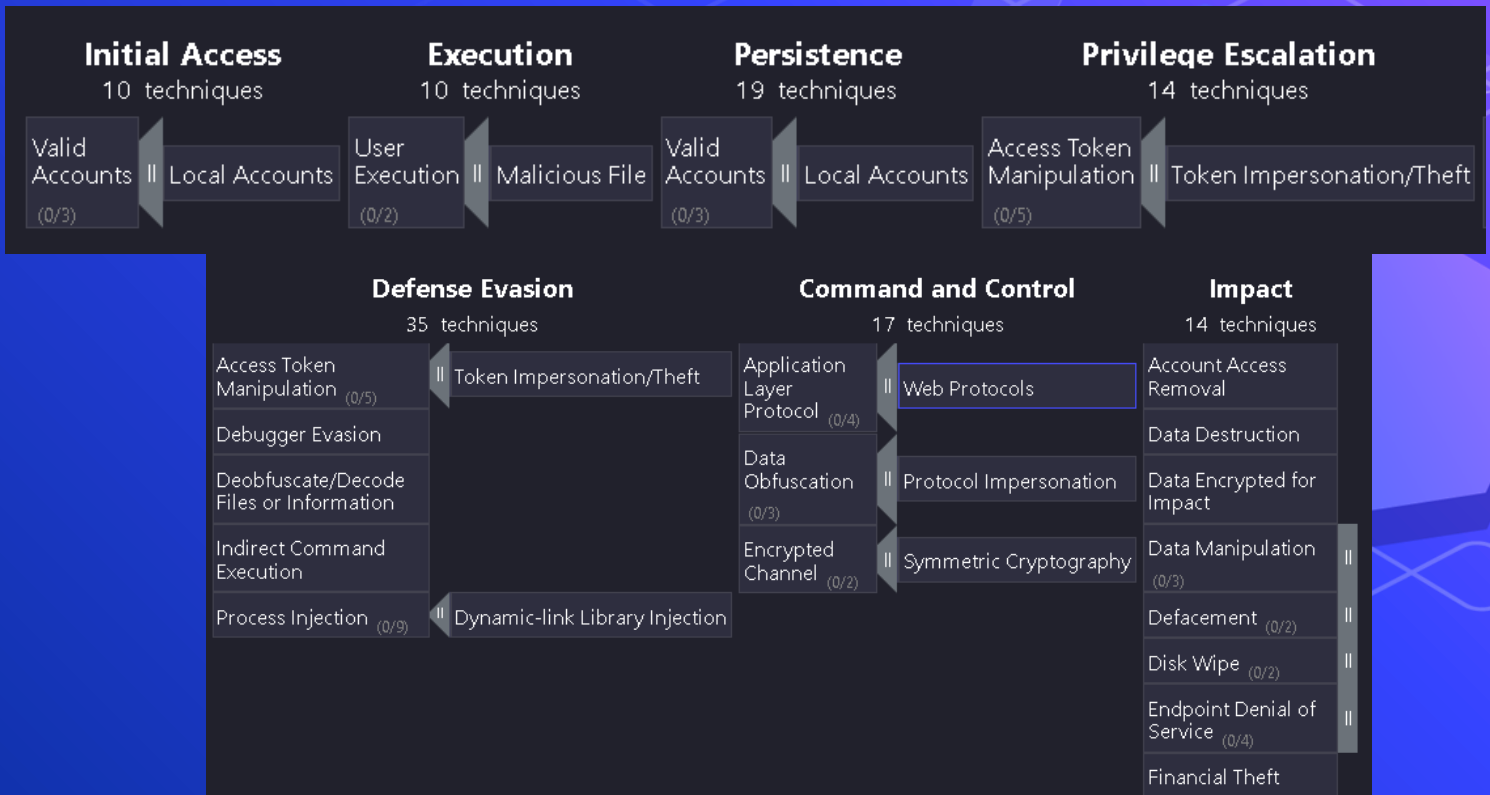 Initial Access
10 techniques
Valid
Accounts
(0/3)
Local Accounts
Execution
10 techniques
User
Execution
(0/2)
Malicious File
Persistence
19 techniques
Valid
Accounts
(0/3)
Local Accounts
Privilege Escalation
14 techniques
Access Token
Manipulation
(0/5)
Token Impersonation/Theft
Defense Evasion
35 techniques
Access Token
Manipulation (0/5)
Token Impersonation/Theft
Debugger Evasion
Deobfuscate/Decode
Files or Information
Indirect Command
Execution
Process Injection (0/9)
Dynamic-link Library Injection
Command and Control
17 techniques
Application
Layer
Protocol (0/4)
Web Protocols
Data
Obfuscation
(0/3)
Protocol Impersonation
Encrypted
Channel (0/2)
Symmetric Cryptography
Impact
14 techniques
Account Access
Removal
Data Destruction
Data Encrypted for
Impact
Data Manipulation
(0/3)
Defacement (0/2)
Disk Wipe (0/2)
Endpoint Denial of
Service (0/4)
Financial Theft